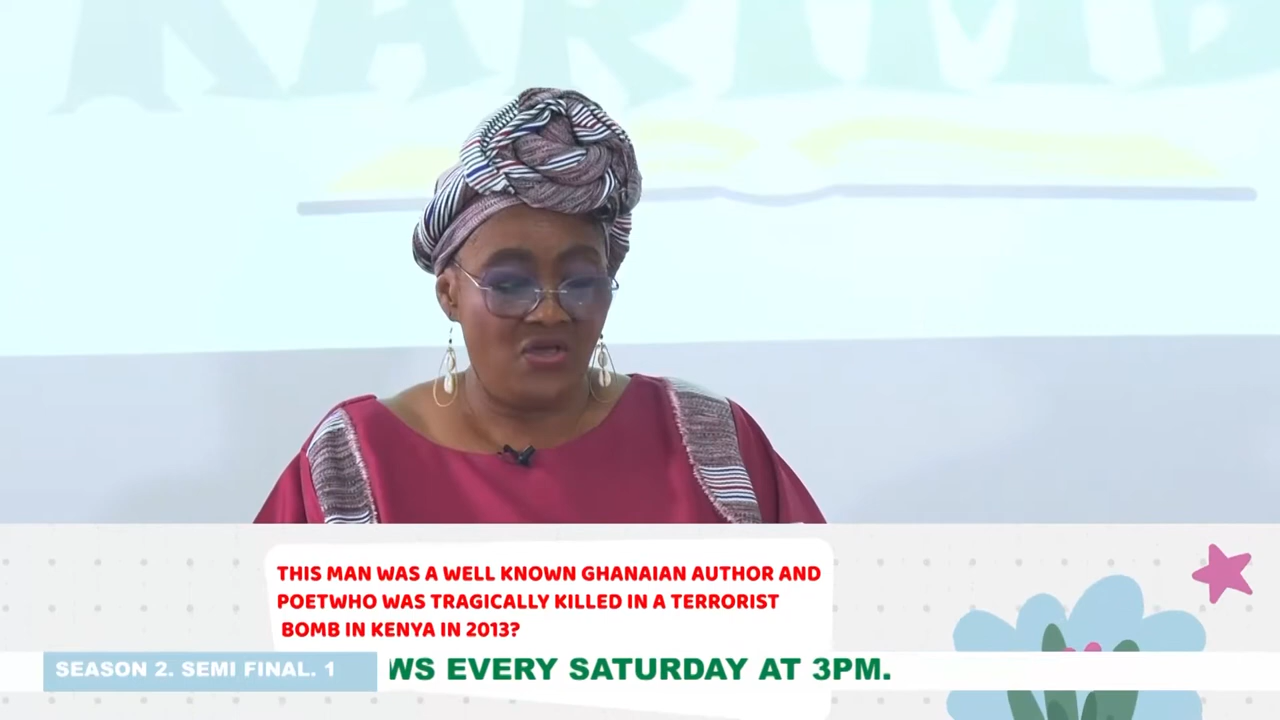 THIS MAN WAS A WELL KNOWN GHANAIAN AUTHOR AND
POETWHO WAS TRAGICALLY KILLED IN A TERRORIST
BOMB IN KENYA IN 2013?
SEASON 2. SEMI FINAL. 1
WS EVERY SATURDAY AT 3PM.